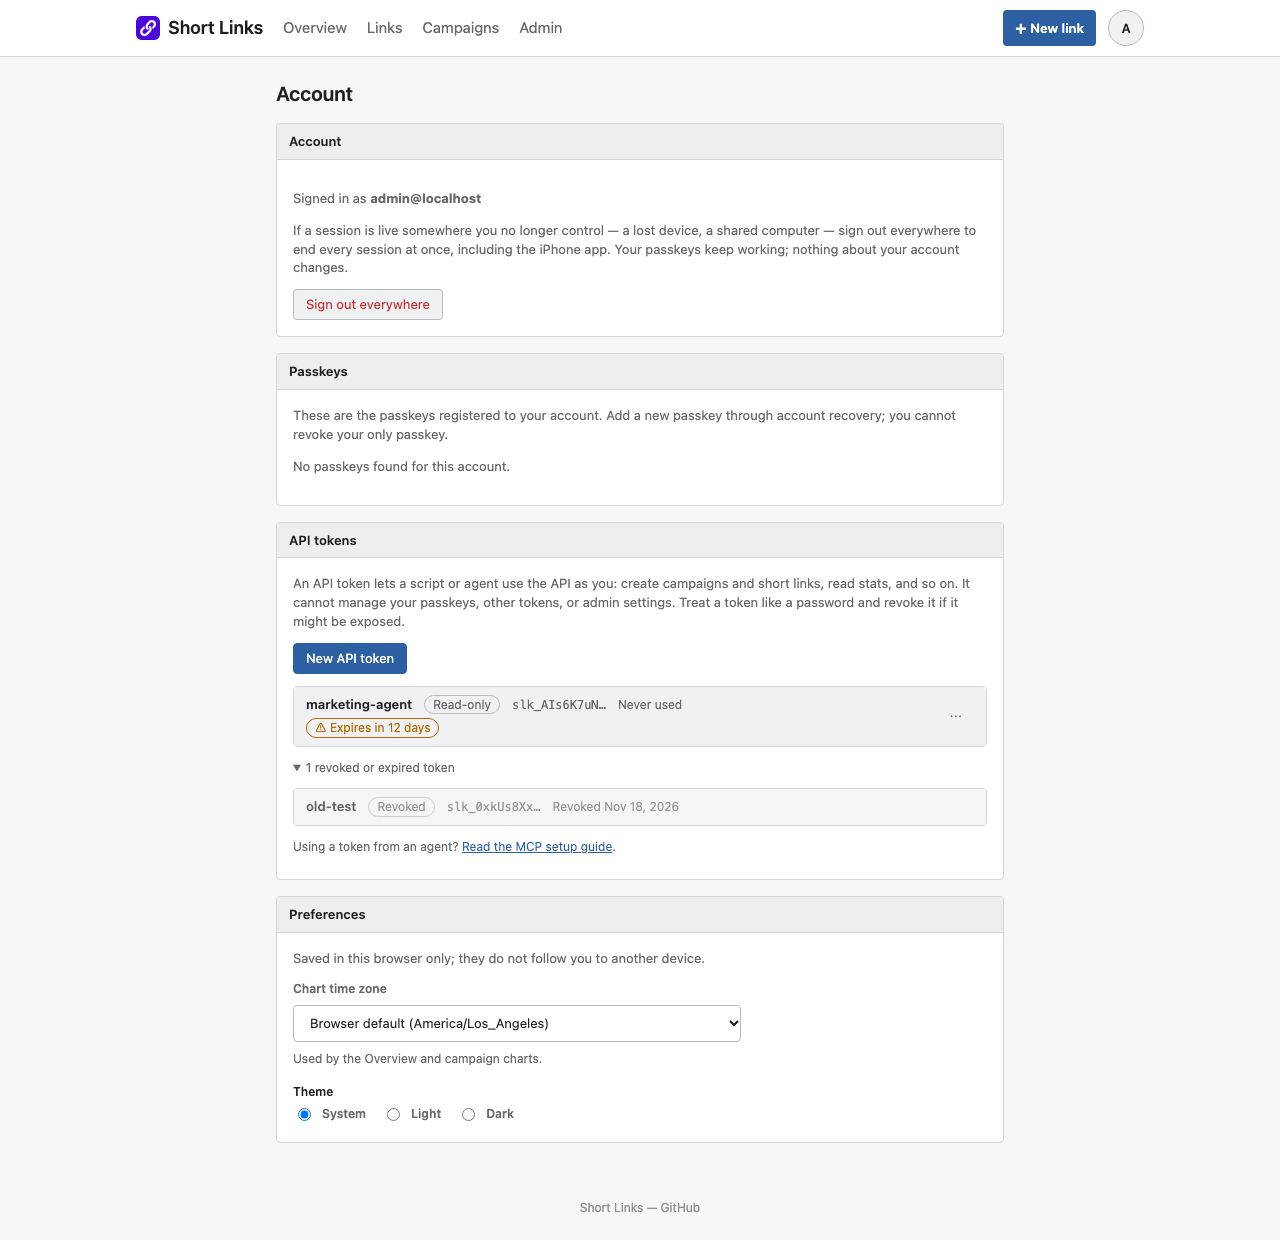 Short Links Overview Links Campaigns Admin + New link A
Account
Account
Signed in as admin@localhost
If a session is live somewhere you no longer control — a lost device, a shared computer — sign out everywhere to
end every session at once, including the iPhone app. Your passkeys keep working; nothing about your account
changes.
Sign out everywhere
Passkeys
These are the passkeys registered to your account. Add a new passkey through account recovery; you cannot
revoke your only passkey.
No passkeys found for this account.
API tokens
An API token lets a script or agent use the API as you: create campaigns and short links, read stats, and so on. It
cannot manage your passkeys, other tokens, or admin settings. Treat a token like a password and revoke it if it
might be exposed.
New API token
marketing-agent Read-only slk_AIs6K7uN… Never used
Expires in 12 days
…
▼ 1 revoked or expired token
old-test Revoked slk_0xkUs8Xx… Revoked Nov 18, 2026
Using a token from an agent? Read the MCP setup guide.
Preferences
Saved in this browser only; they do not follow you to another device.
Chart time zone
Browser default (America/Los_Angeles)
Used by the Overview and campaign charts.
Theme
System Light Dark
Short Links — GitHub